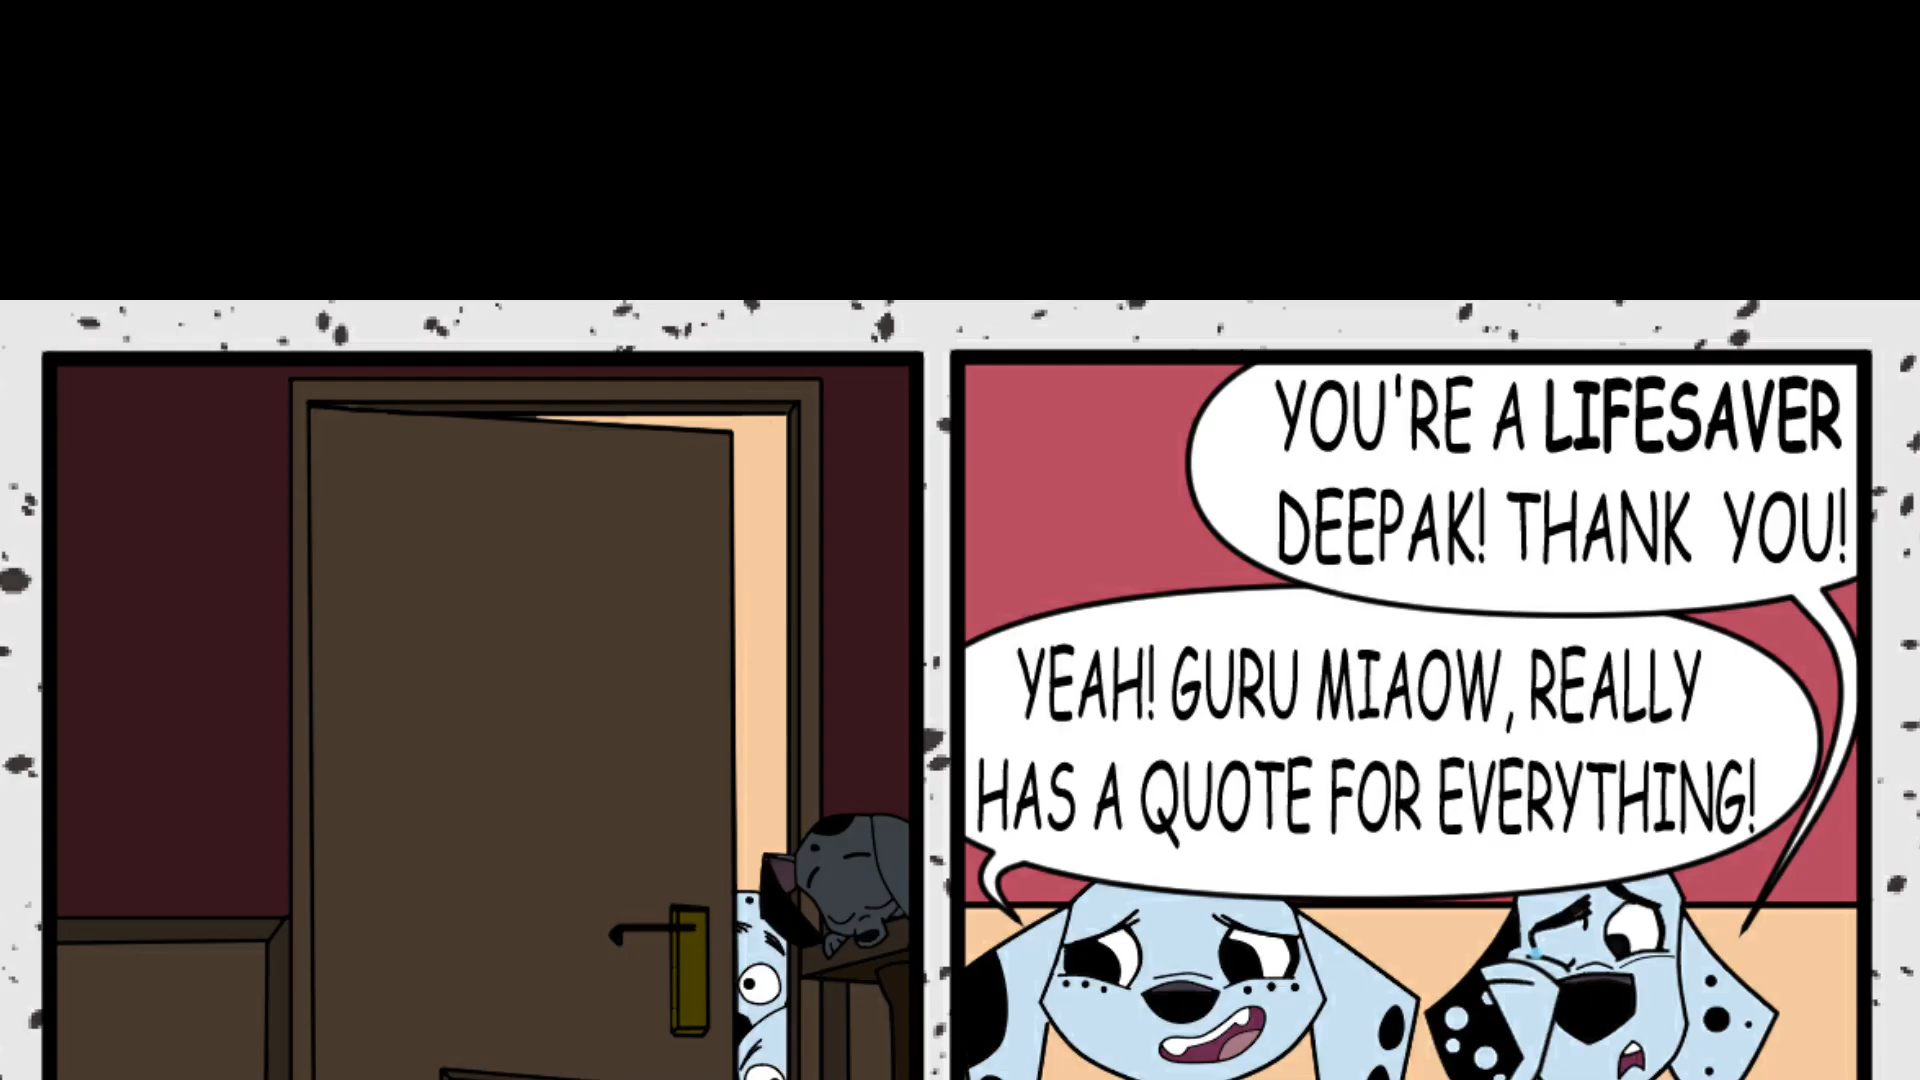 YOU'RE A LIFESAVER
DEEPAK! THANK YOU!
YEAH! GURU MIAOW, REALLY
HAS A QUOTE FOR EVERYTHING!